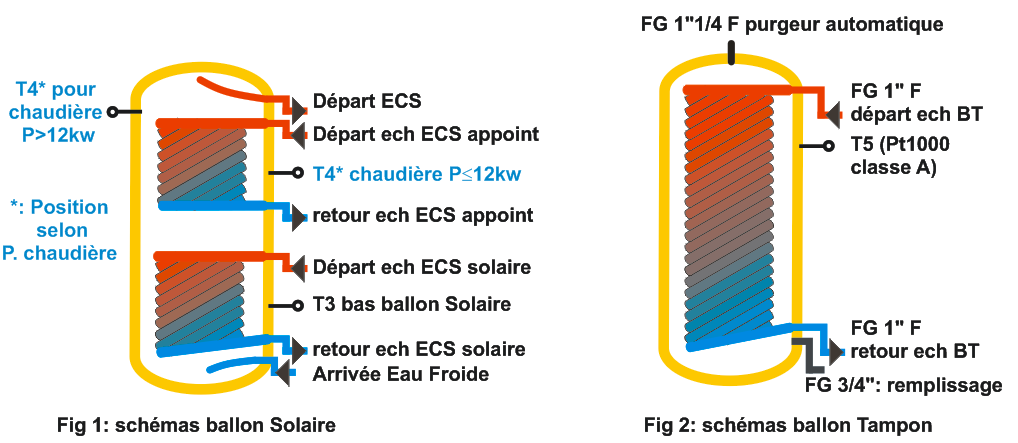 T4* pour
chaudière
P>12kw
*: Position
selon
P. chaudière
Départ ECS
Départ ech ECS appoint
T4* chaudière P≤12kw
retour ech ECS appoint
Départ ech ECS solaire
T3 bas ballon Solaire
retour ech ECS solaire
Arrivée Eau Froide
Fig 1: schémas ballon Solaire
FG 1"1/4 F purgeur automatique
FG 1" F
départ ech BT
T5 (Pt1000
classe A)
FG 1" F
retour ech BT
FG 3/4": remplissage
Fig 2: schémas ballon Tampon